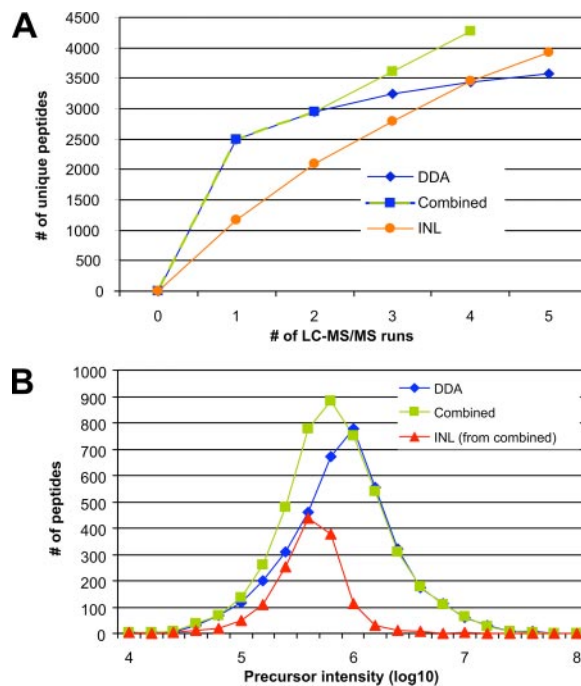 A
4500
4000
3500
3000
2500
2000
1500
1000
500
0
# of unique peptides
DDA
Combined
INL
0 1 2 3 4 5
# of LC-MS/MS runs
B
1000
900
800
700
600
500
400
300
200
100
0
# of peptides
DDA
Combined
INL (from combined)
4 5 6 7 8
Precursor intensity (log10)